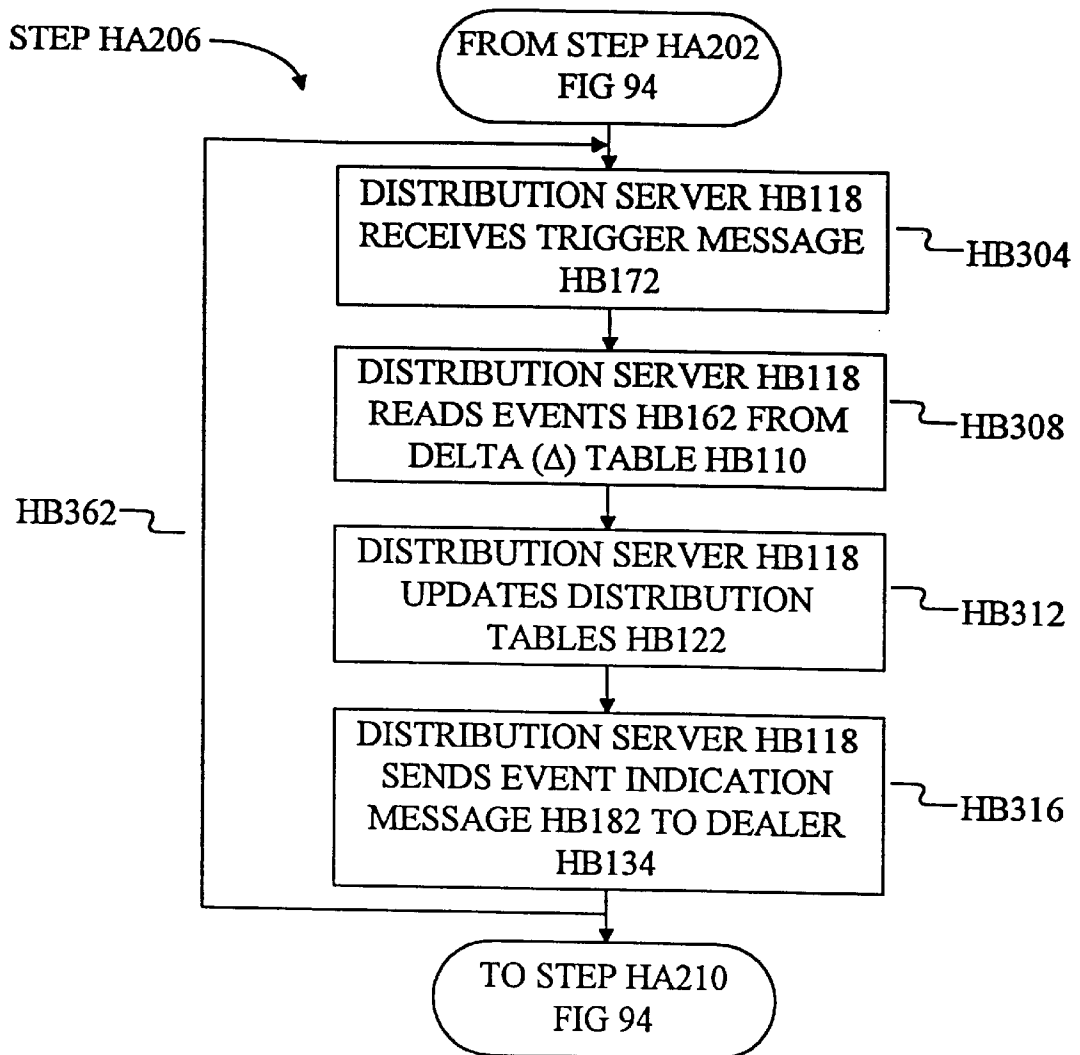 STEP HA206
FROM STEP HA202
FIG 94
DISTRIBUTION SERVER HB118
RECEIVES TRIGGER MESSAGE
HB172
HB304
DISTRIBUTION SERVER HB118
READS EVENTS HB162 FROM
DELTA (Δ) TABLE HB110
HB308
HB362
DISTRIBUTION SERVER HB118
UPDATES DISTRIBUTION
TABLES HB122
HB312
DISTRIBUTION SERVER HB118
SENDS EVENT INDICATION
MESSAGE HB182 TO DEALER
HB134
HB316
TO STEP HA210
FIG 94